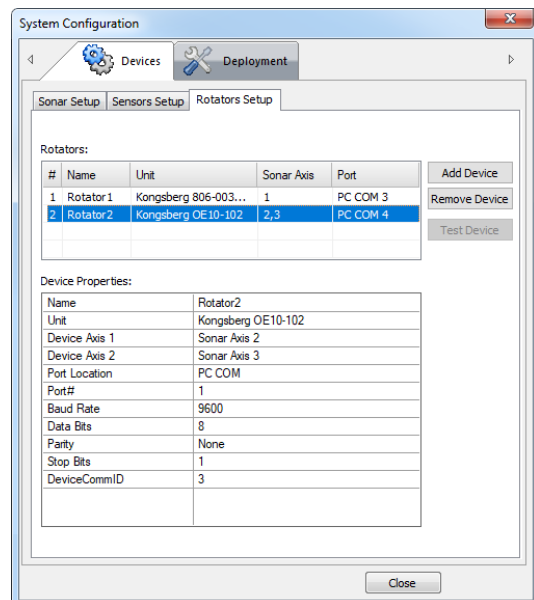 System Configuration
Devices
Deployment
Sonar Setup Sensors Setup Rotators Setup
Rotators:
# Name Unit Sonar Axis Port
1 Rotator1 Kongsberg 806-003... 1 PC COM 3
2 Rotator2 Kongsberg OE10-102 2,3 PC COM 4
Add Device
Remove Device
Test Device
Device Properties:
Name Rotator2
Unit Kongsberg OE10-102
Device Axis 1 Sonar Axis 2
Device Axis 2 Sonar Axis 3
Port Location PC COM
Port# 1
Baud Rate 9600
Data Bits 8
Parity None
Stop Bits 1
DeviceCommID 3
Close